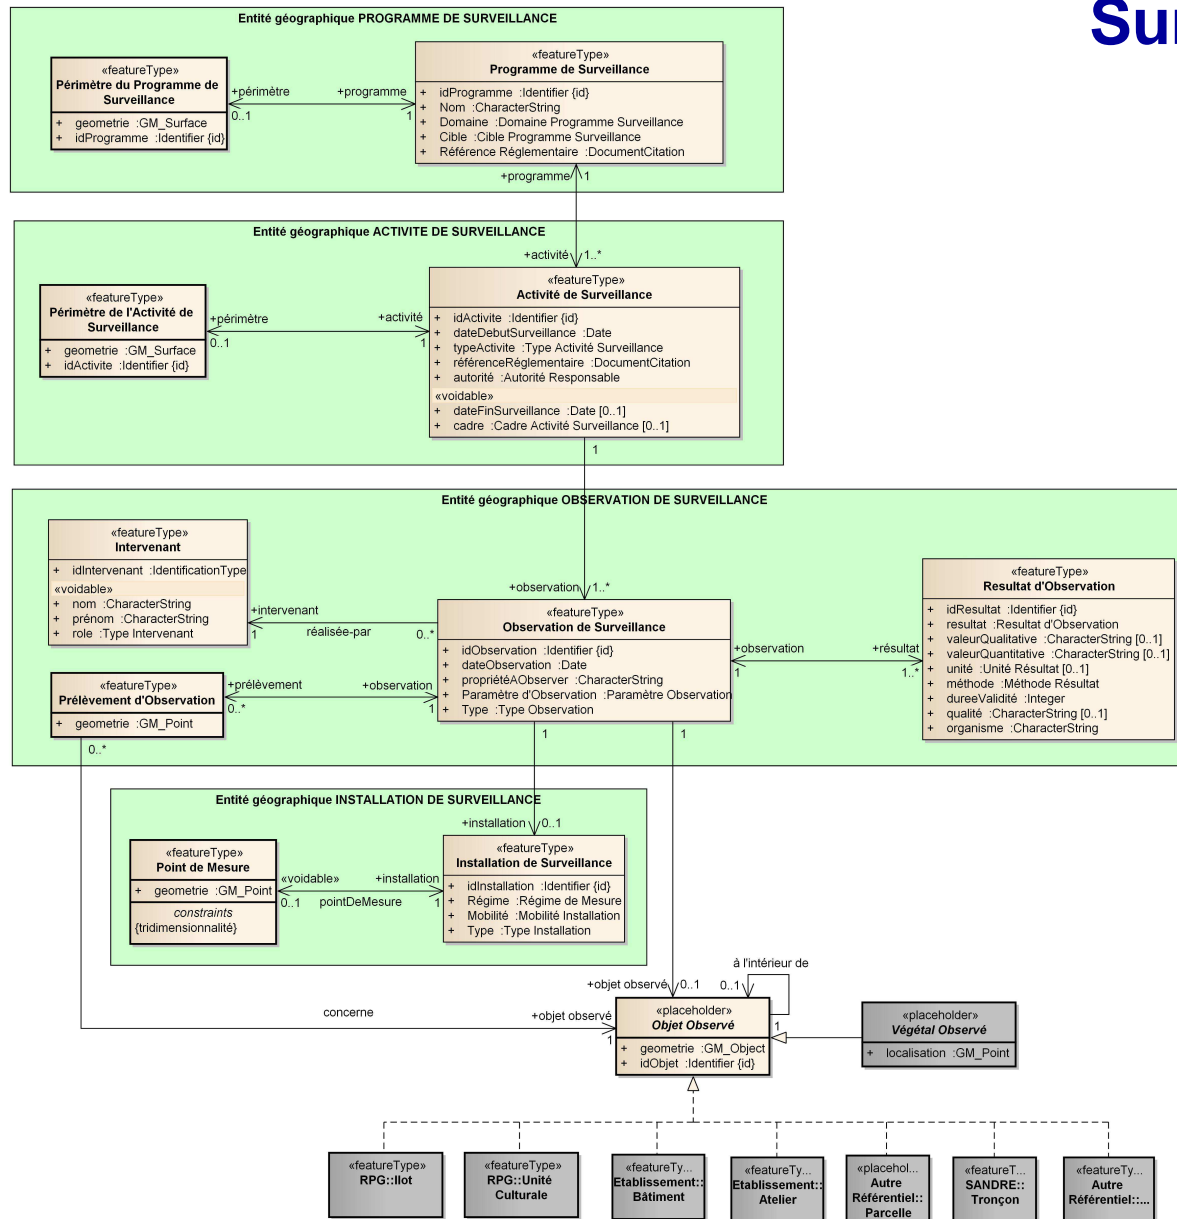 Sur
Entité géographique PROGRAMME DE SURVEILLANCE
«featureType»
Périmètre du Programme de
Surveillance
+ geometrie :GM_Surface
+ idProgramme :Identifier {id}
+périmètre
0..1
+programme
1
«featureType»
Programme de Surveillance
+ idProgramme :Identifier {id}
+ Nom :CharacterString
+ Domaine :Domaine Programme Surveillance
+ Cible :Cible Programme Surveillance
+ Référence Réglementaire :DocumentCitation
+programme
1
Entité géographique ACTIVITE DE SURVEILLANCE
+activité
1..*
«featureType»
Périmètre de l'Activité de
Surveillance
+ geometrie :GM_Surface
+ idActivite :Identifier {id}
+périmètre
0..1
+activité
1
«featureType»
Activité de Surveillance
+ idActivite :Identifier {id}
+ dateDebutSurveillance :Date
+ typeActivite :Type Activité Surveillance
+ référenceRéglementaire :DocumentCitation
+ autorité :Autorité Responsable
«voidable»
+ dateFinSurveillance :Date [0..1]
+ cadre :Cadre Activité Surveillance [0..1]
1
Entité géographique OBSERVATION DE SURVEILLANCE
«featureType»
Intervenant
+ idIntervenant :IdentificationType
«voidable»
+ nom :CharacterString
+ prénom :CharacterString
+ role :Type Intervenant
+intervenant
1
réalisée-par
0..*
+observation
1..*
«featureType»
Observation de Surveillance
+ idObservation :Identifier {id}
+ dateObservation :Date
+ propriétéAObserver :CharacterString
+ Paramètre d'Observation :Paramètre Observation
+ Type :Type Observation
+observation
1
+résultat
1..*
«featureType»
Resultat d'Observation
+ idResultat :Identifier {id}
+ resultat :Resultat d'Observation
+ valeurQualitative :CharacterString [0..1]
+ valeurQuantitative :CharacterString [0..1]
+ unité :Unité Résultat [0..1]
+ méthode :Méthode Résultat
+ dureeValidité :Integer
+ qualité :CharacterString [0..1]
+ organisme :CharacterString
«featureType»
Prélèvement d'Observation
+ geometrie :GM_Point
+prélèvement
0..*
+observation
1
0..*
1
1
Entité géographique INSTALLATION DE SURVEILLANCE
+installation
0..1
«featureType»
Point de Mesure
+ geometrie :GM_Point
constraints
{tridimensionnalité}
«voidable»
0..1
pointDeMesure
+installation
1
«featureType»
Installation de Surveillance
+ idInstallation :Identifier {id}
+ Régime :Régime de Mesure
+ Mobilité :Mobilité Installation
+ Type :Type Installation
à l'intérieur de
+objet observé
0..1
0..1
concerne
+objet observé
1
«placeholder»
Objet Observé
+ geometrie :GM_Object
+ idObjet :Identifier {id}
1
«placeholder»
Végétal Observé
+ localisation :GM_Point
«featureType»
RPG::Ilot
«featureType»
RPG::Unité
Culturale
«featureTy...
Etablissement::
Bâtiment
«featureTy...
Etablissement::
Atelier
«placehol...
Autre
Référentiel::
Parcelle
«featureT...
SANDRE::
Tronçon
«featureTy...
Autre
Référentiel::...